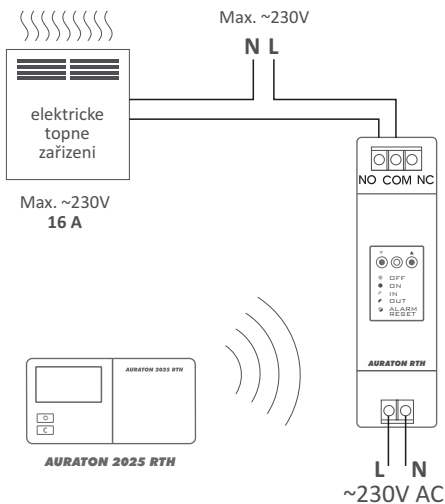 Max. ~230V
N L
elektricke
topne
zařizeni
Max. ~230V
16 A
NO COM NC
OFF
ON
IN
OUT
ALARM
RESET
AURATON RTH
AURATON 2025 RTH
AURATON 2025 RTH
L N
~230V AC